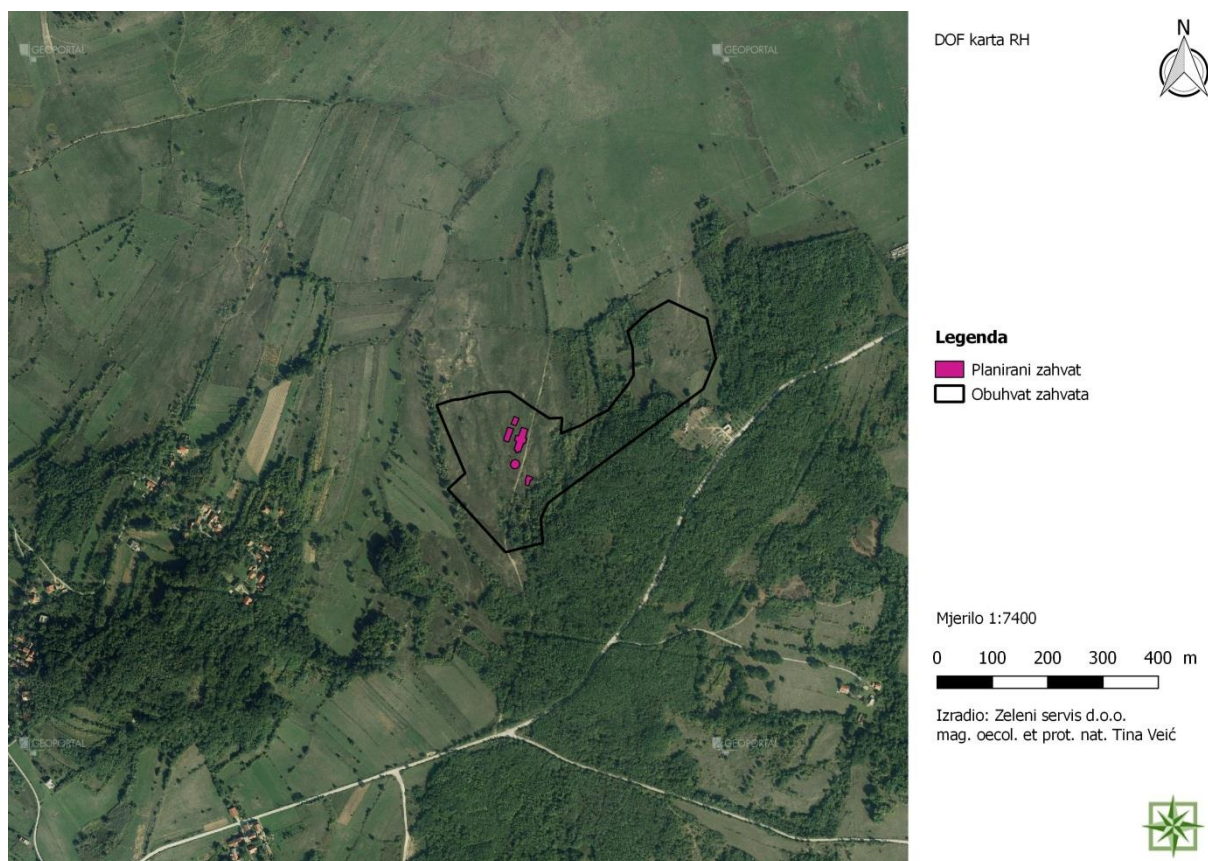 GEOPORTAL
GEOPORTAL
GEOPORTAL
GEOPORTAL
DOF karta RH
N
Legenda
Planirani zahvat
Obuhvat zahvata
Mjerilo 1:7400
0 100 200 300 400 m
Izradio: Zeleni servis d.o.o.
mag. oecol. et prot. nat. Tina Veić